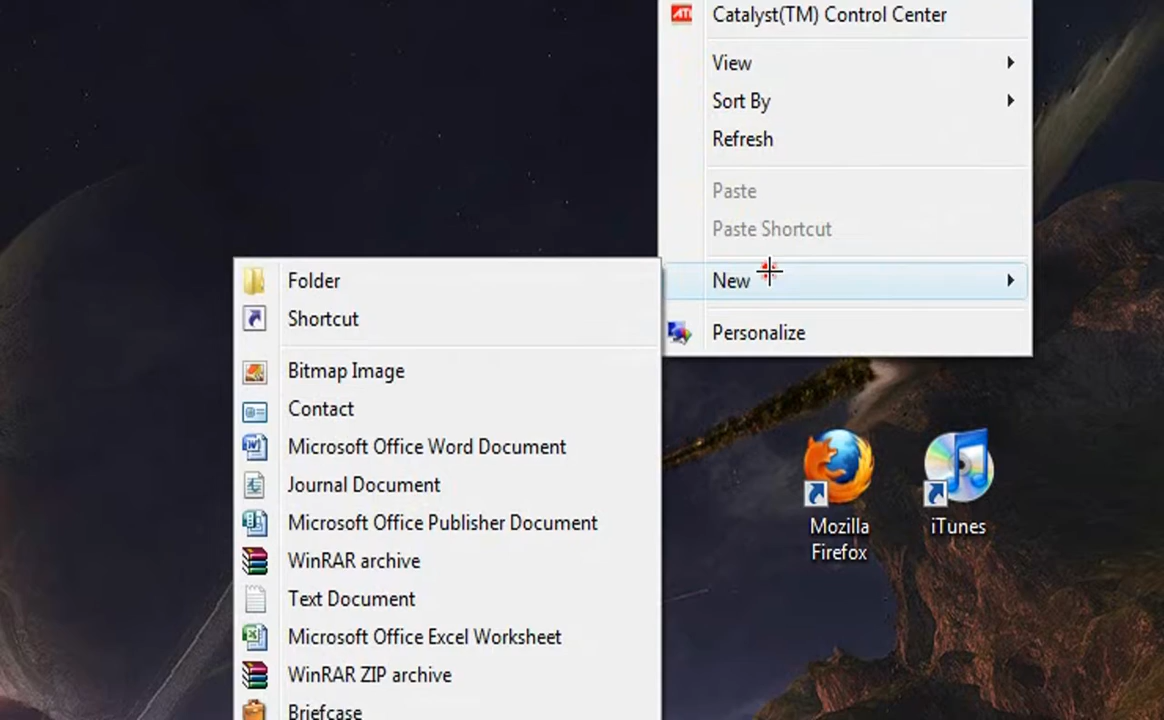 Catalyst(TM) Control Center
View
Sort By
Refresh
Paste
Paste Shortcut
New
Personalize
Folder
Shortcut
Bitmap Image
Contact
Microsoft Office Word Document
Journal Document
Microsoft Office Publisher Document
WinRAR archive
Text Document
Microsoft Office Excel Worksheet
WinRAR ZIP archive
Briefcase
Mozilla
Firefox
iTunes